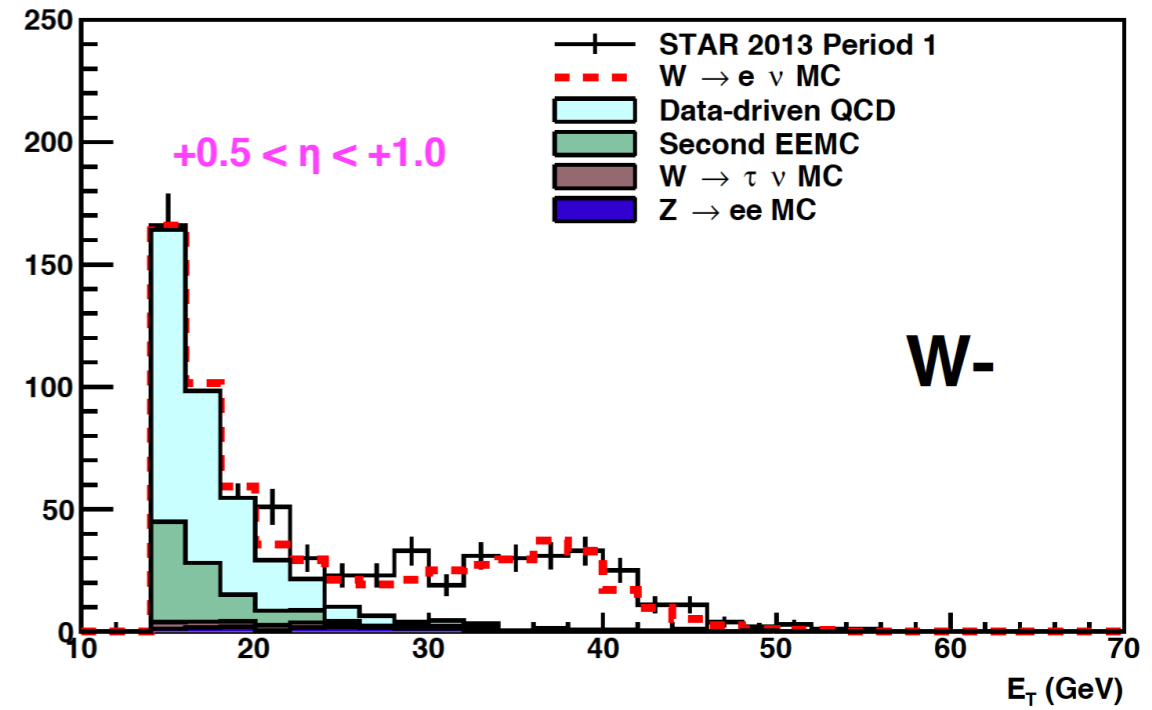 250
200
150
100
50
0
STAR 2013 Period 1
W → e ν MC
Data-driven QCD
Second EEMC
W → τ ν MC
Z → ee MC
+0.5 < η < +1.0
W-
10 20 30 40 50 60 70
E_T (GeV)